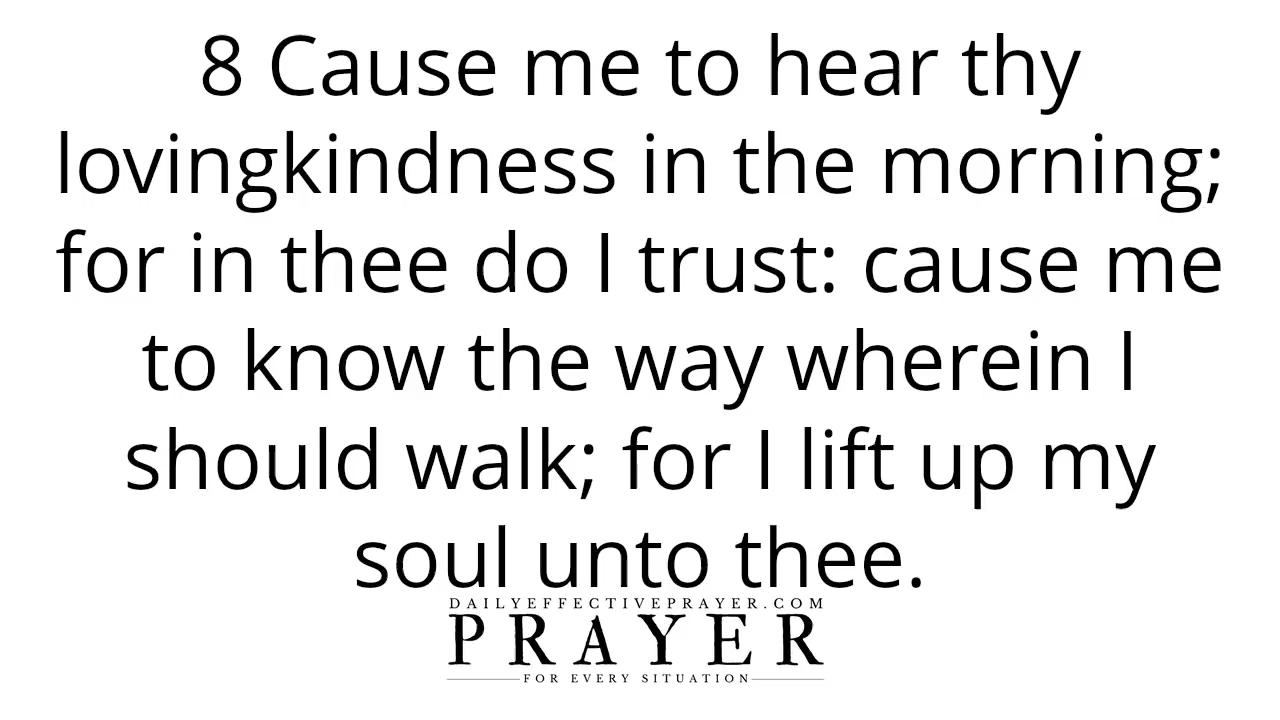 8 Cause me to hear thy
lovingkindness in the morning;
for in thee do I trust: cause me
to know the way wherein I
should walk; for I lift up my
soul unto thee.
DAILYEFFECTIVEPRAYER.COM
PRAYER
FOR EVERY SITUATION